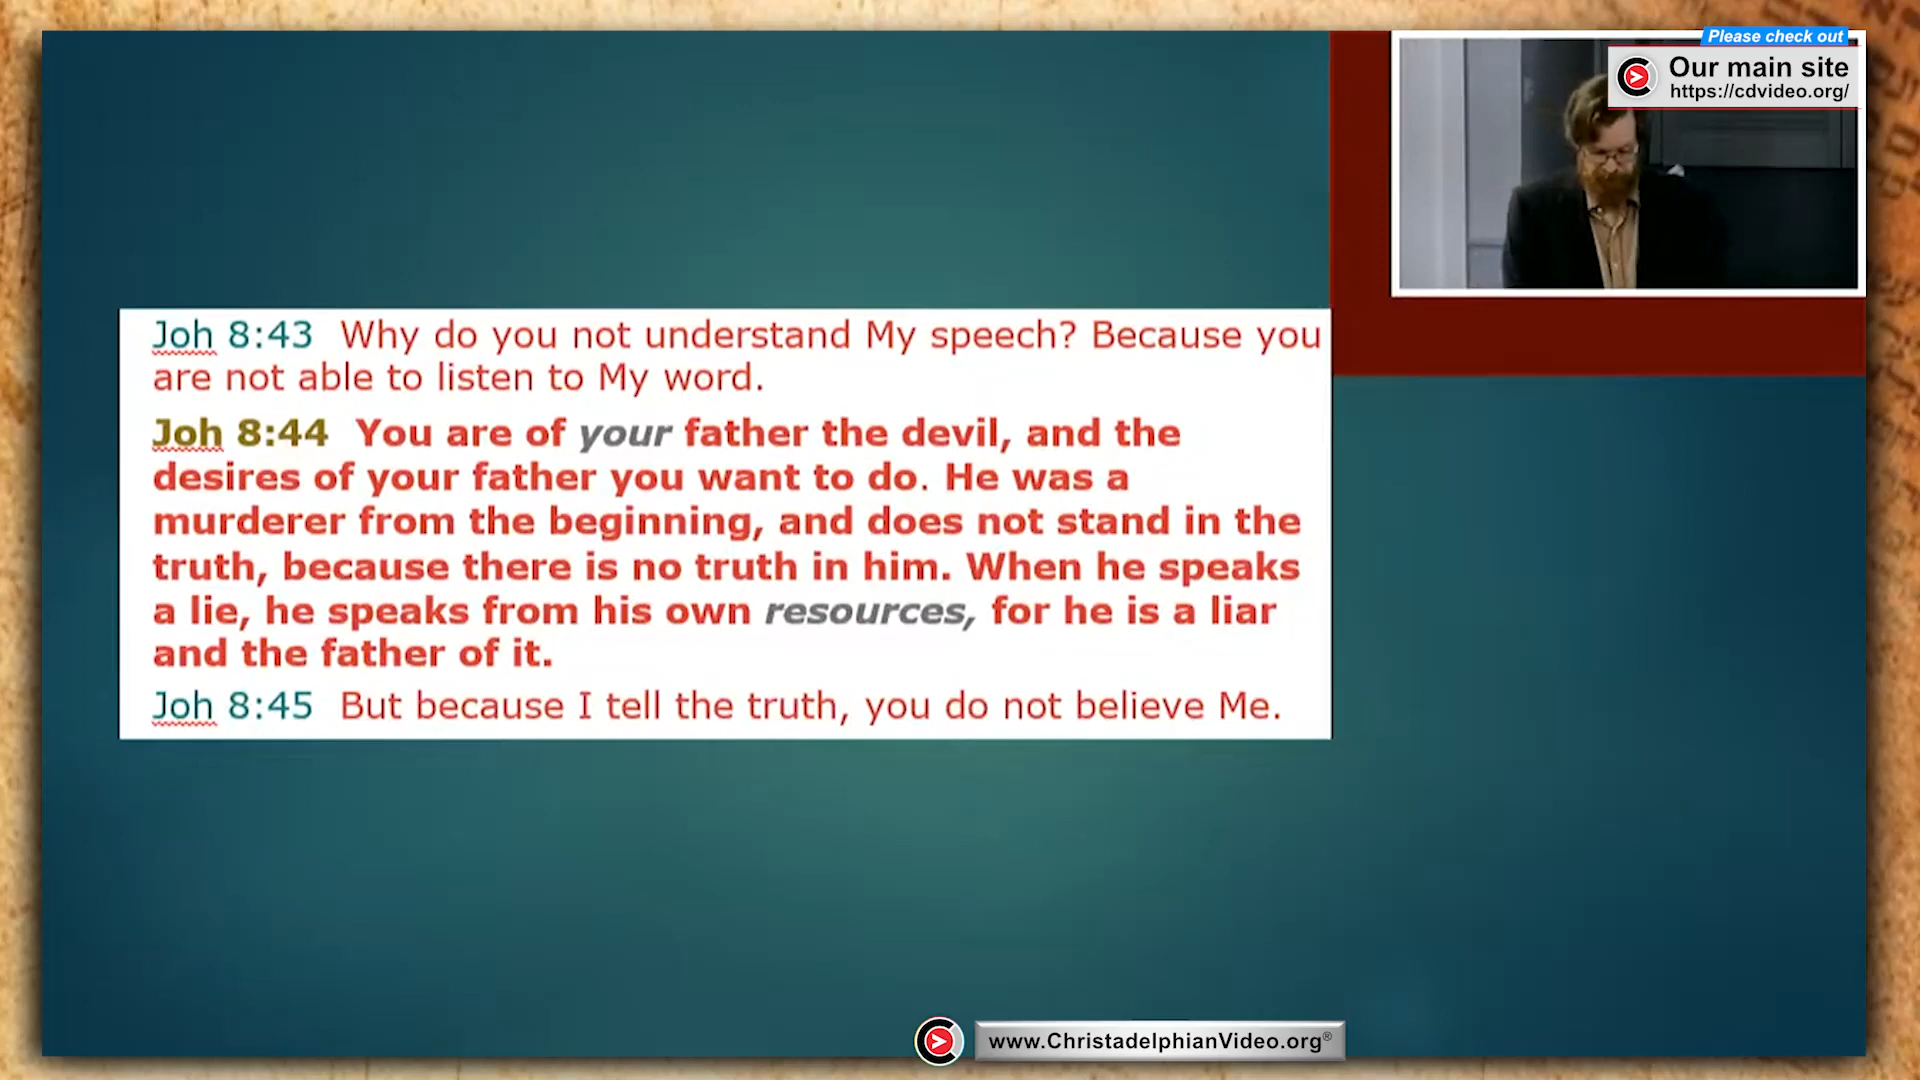 Please check out
Our main site
https://cdvideo.org/
Joh 8:43 Why do you not understand My speech? Because you
are not able to listen to My word.
Joh 8:44 You are of your father the devil, and the
desires of your father you want to do. He was a
murderer from the beginning, and does not stand in the
truth, because there is no truth in him. When he speaks
a lie, he speaks from his own resources, for he is a liar
and the father of it.
Joh 8:45 But because I tell the truth, you do not believe Me.
www.ChristadelphianVideo.org®